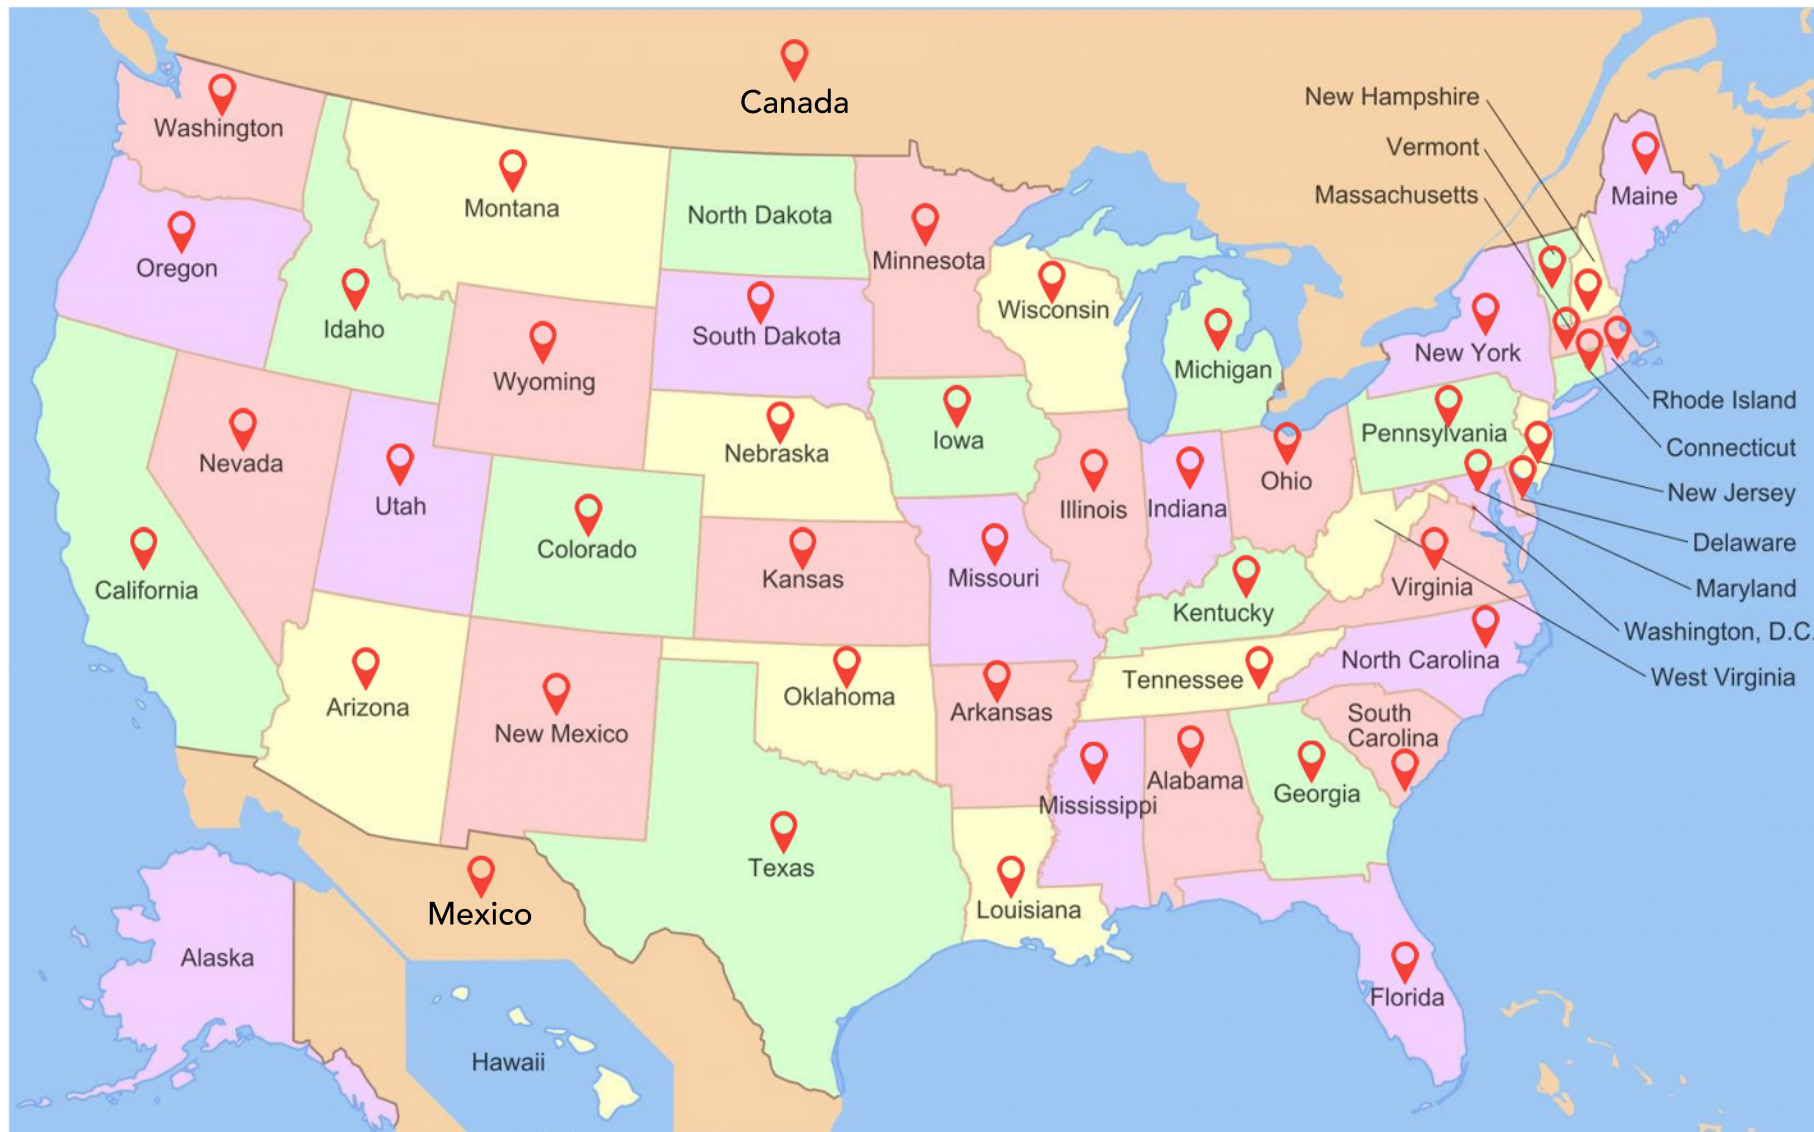 Canada
New Hampshire
Washington
Vermont
Massachusetts
Maine
Montana
North Dakota
Minnesota
Oregon
Wisconsin
Idaho
South Dakota
New York
Michigan
Wyoming
Rhode Island
Pennsylvania
Iowa
Connecticut
Nebraska
Nevada
Ohio
New Jersey
Utah
Illinois
Indiana
Delaware
Colorado
Missouri
Kansas
Virginia
Maryland
California
Kentucky
Washington, D.C.
North Carolina
West Virginia
Tennessee
Oklahoma
Arizona
Arkansas
South
Carolina
New Mexico
Alabama
Georgia
Mississippi
Texas
Louisiana
Mexico
Alaska
Florida
Hawaii